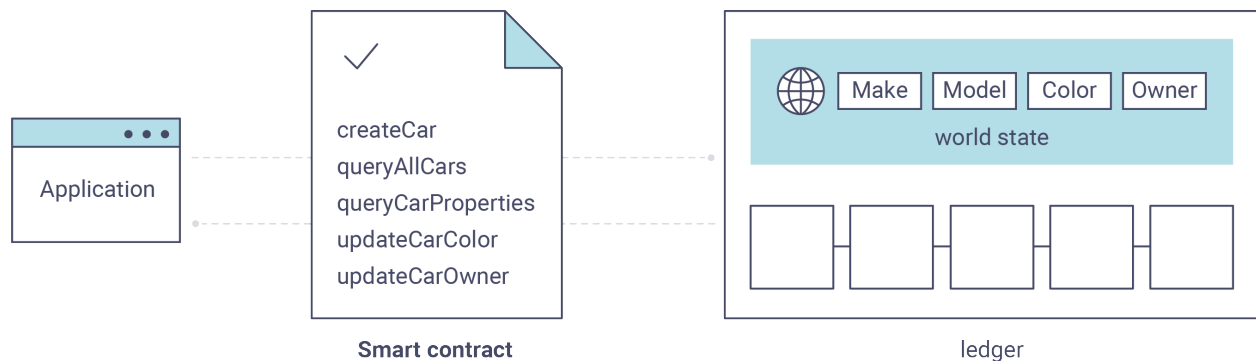 Application
createCar
queryAllCars
queryCarProperties
updateCarColor
updateCarOwner
Smart contract
Make Model Color Owner
world state
ledger